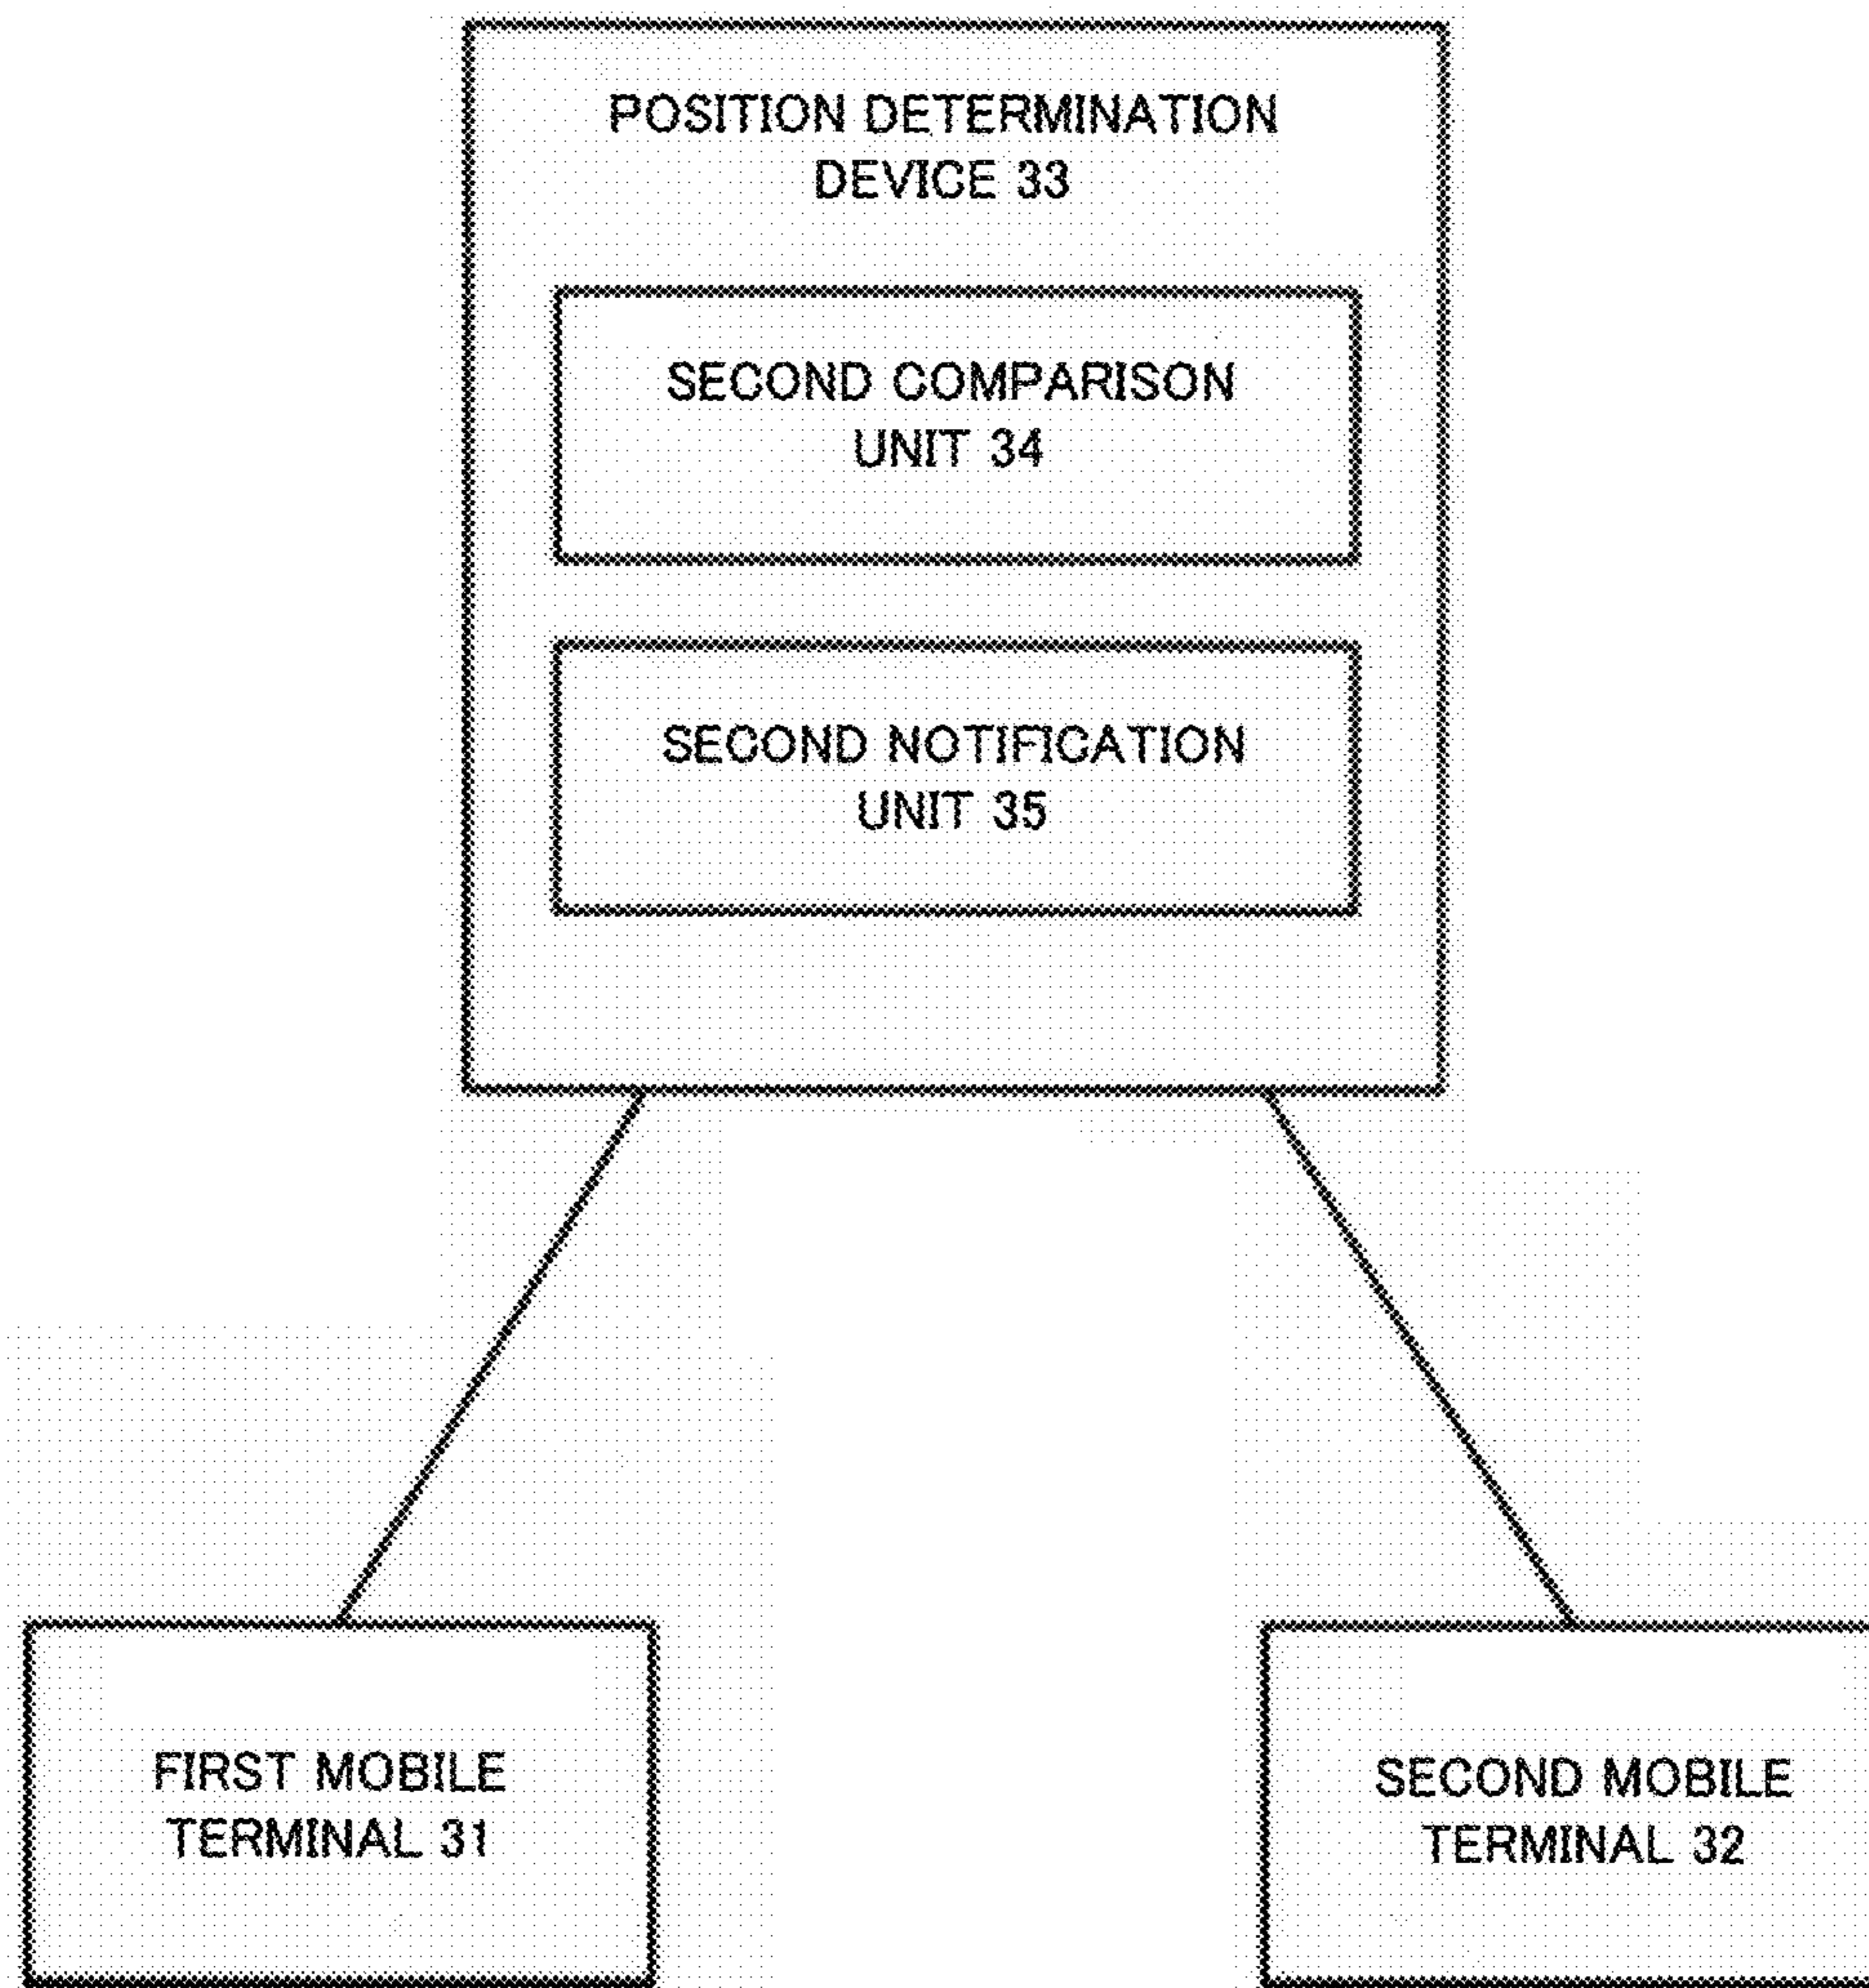 POSITION DETERMINATION
DEVICE 33
SECOND COMPARISON
UNIT 34
SECOND NOTIFICATION
UNIT 35
FIRST MOBILE
TERMINAL 31
SECOND MOBILE
TERMINAL 32